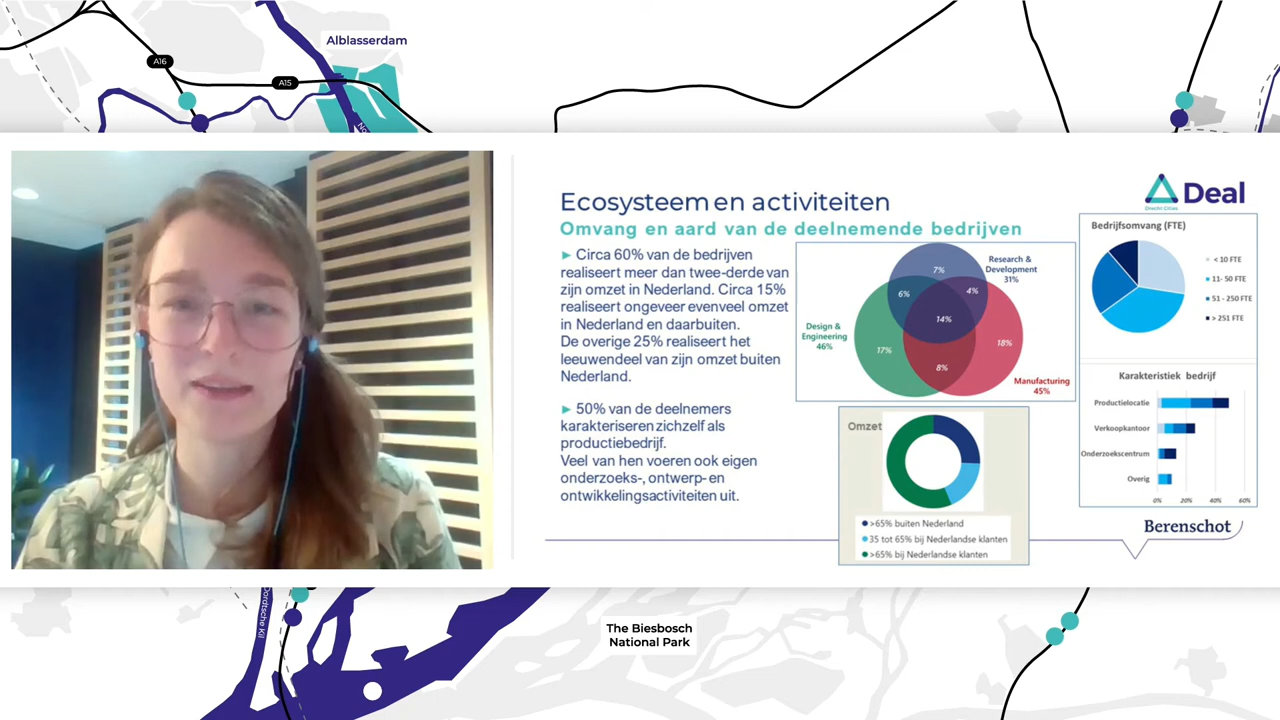 Alblasserdam
A16
A15
Ecosysteem en activiteiten
Omvang en aard van de deelnemende bedrijven
► Circa 60% van de bedrijven
realiseert meer dan twee-derde van
zijn omzet in Nederland. Circa 15%
realiseert ongeveer evenveel omzet
in Nederland en daarbuiten.
De overige 25% realiseert het
leeuwendeel van zijn omzet buiten
Nederland.
► 50% van de deelnemers
karakteriseren zichzelf als
productiebedrijf.
Veel van hen voeren ook eigen
onderzoeks-, ontwerp- en
ontwikkelingsactiviteiten uit.
Research &
Development
31%
7%
6%
4%
14%
Design &
Engineering
46%
17%
18%
8%
Manufacturing
45%
Omzet
>65% buiten Nederland
35 tot 65% bij Nederlandse klanten
>65% bij Nederlandse klanten
Deal
Drecht Cities
Bedrijfsomvang (FTE)
< 10 FTE
11- 50 FTE
51 - 250 FTE
> 251 FTE
Karakteristiek bedrijf
Productielocatie
Verkoopkantoor
Onderzoekscentrum
Overig
0% 20% 40% 60%
Berenschot
Dordtsche Kil
The Biesbosch
National Park